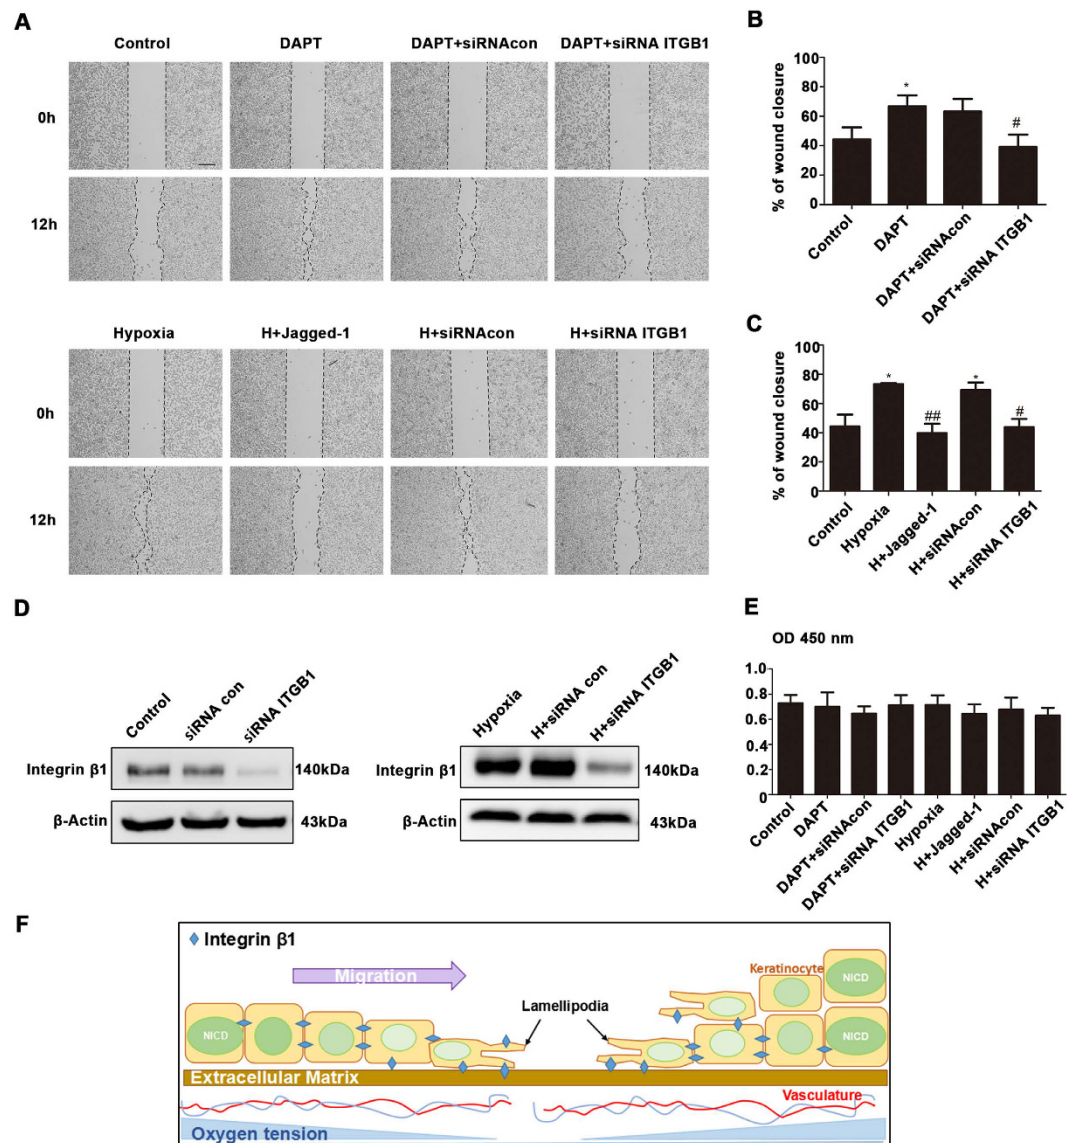 A
Control DAPT DAPT+siRNAcon DAPT+siRNA ITGB1
0h
12h
Hypoxia H+Jagged-1 H+siRNAcon H+siRNA ITGB1
0h
12h
B
% of wound closure
100
80
60
40
20
0
*
#
Control
DAPT
DAPT+siRNAcon
DAPT+siRNA ITGB1
C
% of wound closure
100
80
60
40
20
0
*
##
*
#
Control
Hypoxia
H+Jagged-1
H+siRNAcon
H+siRNA ITGB1
D
Control
siRNA con
siRNA ITGB1
Integrin β1 140kDa
β-Actin 43kDa
Hypoxia
H+siRNA con
H+siRNA ITGB1
Integrin β1 140kDa
β-Actin 43kDa
E
OD 450 nm
1.0
0.8
0.6
0.4
0.2
0
Control
DAPT
DAPT+siRNAcon
DAPT+siRNA ITGB1
Hypoxia
H+Jagged-1
H+siRNAcon
H+siRNA ITGB1
F
Integrin β1
Migration
Keratinocyte
NICD
Lamellipodia
NICD
NICD
Extracellular Matrix
Vasculature
Oxygen tension